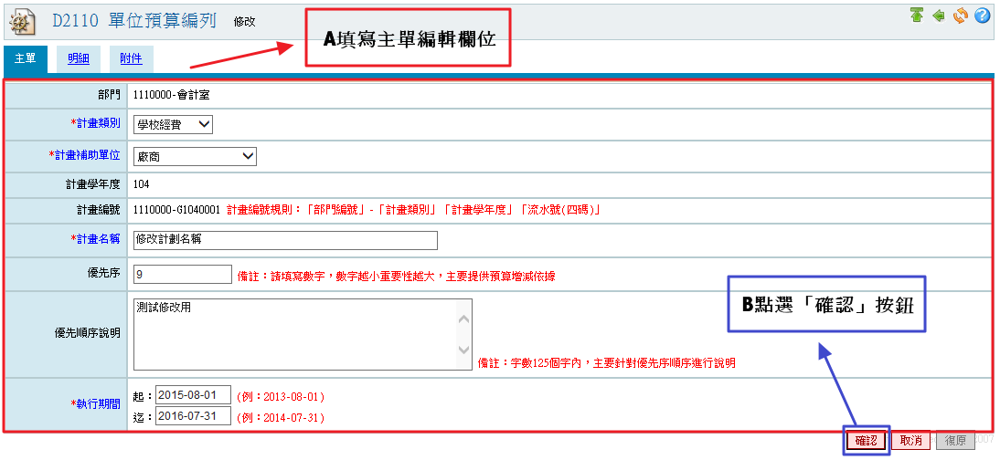 D2110 單位預算編列 修改
A填寫主單編輯欄位
主單 明細 附件
部門 1110000-會計室
*計畫類別 學校經費
*計畫補助單位 廠商
計畫學年度 104
計畫編號 1110000-G1040001 計畫編號規則：「部門編號」-「計畫類別」「計畫學年度」「流水號(四碼)」
*計畫名稱 修改計劃名稱
優先序 9 備註：請填寫數字，數字越小重要性越大，主要提供預算增減依據
B點選「確認」按鈕
優先順序說明 測試修改用
備註：字數125個字內，主要針對優先序順序進行說明
*執行期間 起：2015-08-01 (例：2013-08-01)
迄：2016-07-31 (例：2014-07-31)
確認 取消 復原 2007